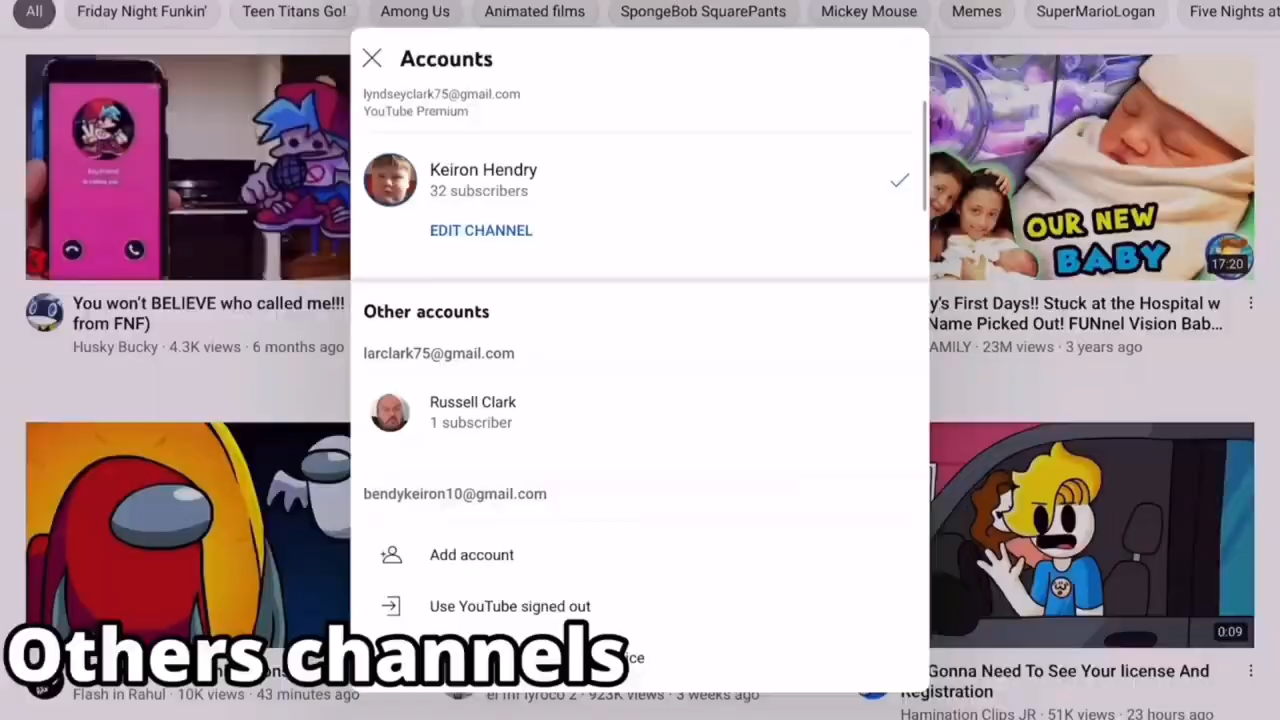 All
Friday Night Funkin'
Teen Titans Go!
Among Us
Animated films
SpongeBob SquarePants
Mickey Mouse
Memes
SuperMarioLogan
Five Nights at
Accounts
lyndseyclark75@gmail.com
YouTube Premium
Keiron Hendry
32 subscribers
EDIT CHANNEL
OUR NEW
BABY
17:20
You won't BELIEVE who called me!!!
from FNF)
Husky Bucky · 4.3K views · 6 months ago
y's First Days!! Stuck at the Hospital w
Name Picked Out! FUNnel Vision Bab...
AMILY · 23M views · 3 years ago
Other accounts
larclark75@gmail.com
Russell Clark
1 subscriber
bendykeiron10@gmail.com
Add account
Use YouTube signed out
0:09
Others channels
Flash in Rahul · 10K views · 43 minutes ago
923K views · 3 weeks ago
Gonna Need To See Your license And
Registration
Hamination Clips JR · 51K views · 23 hours ago